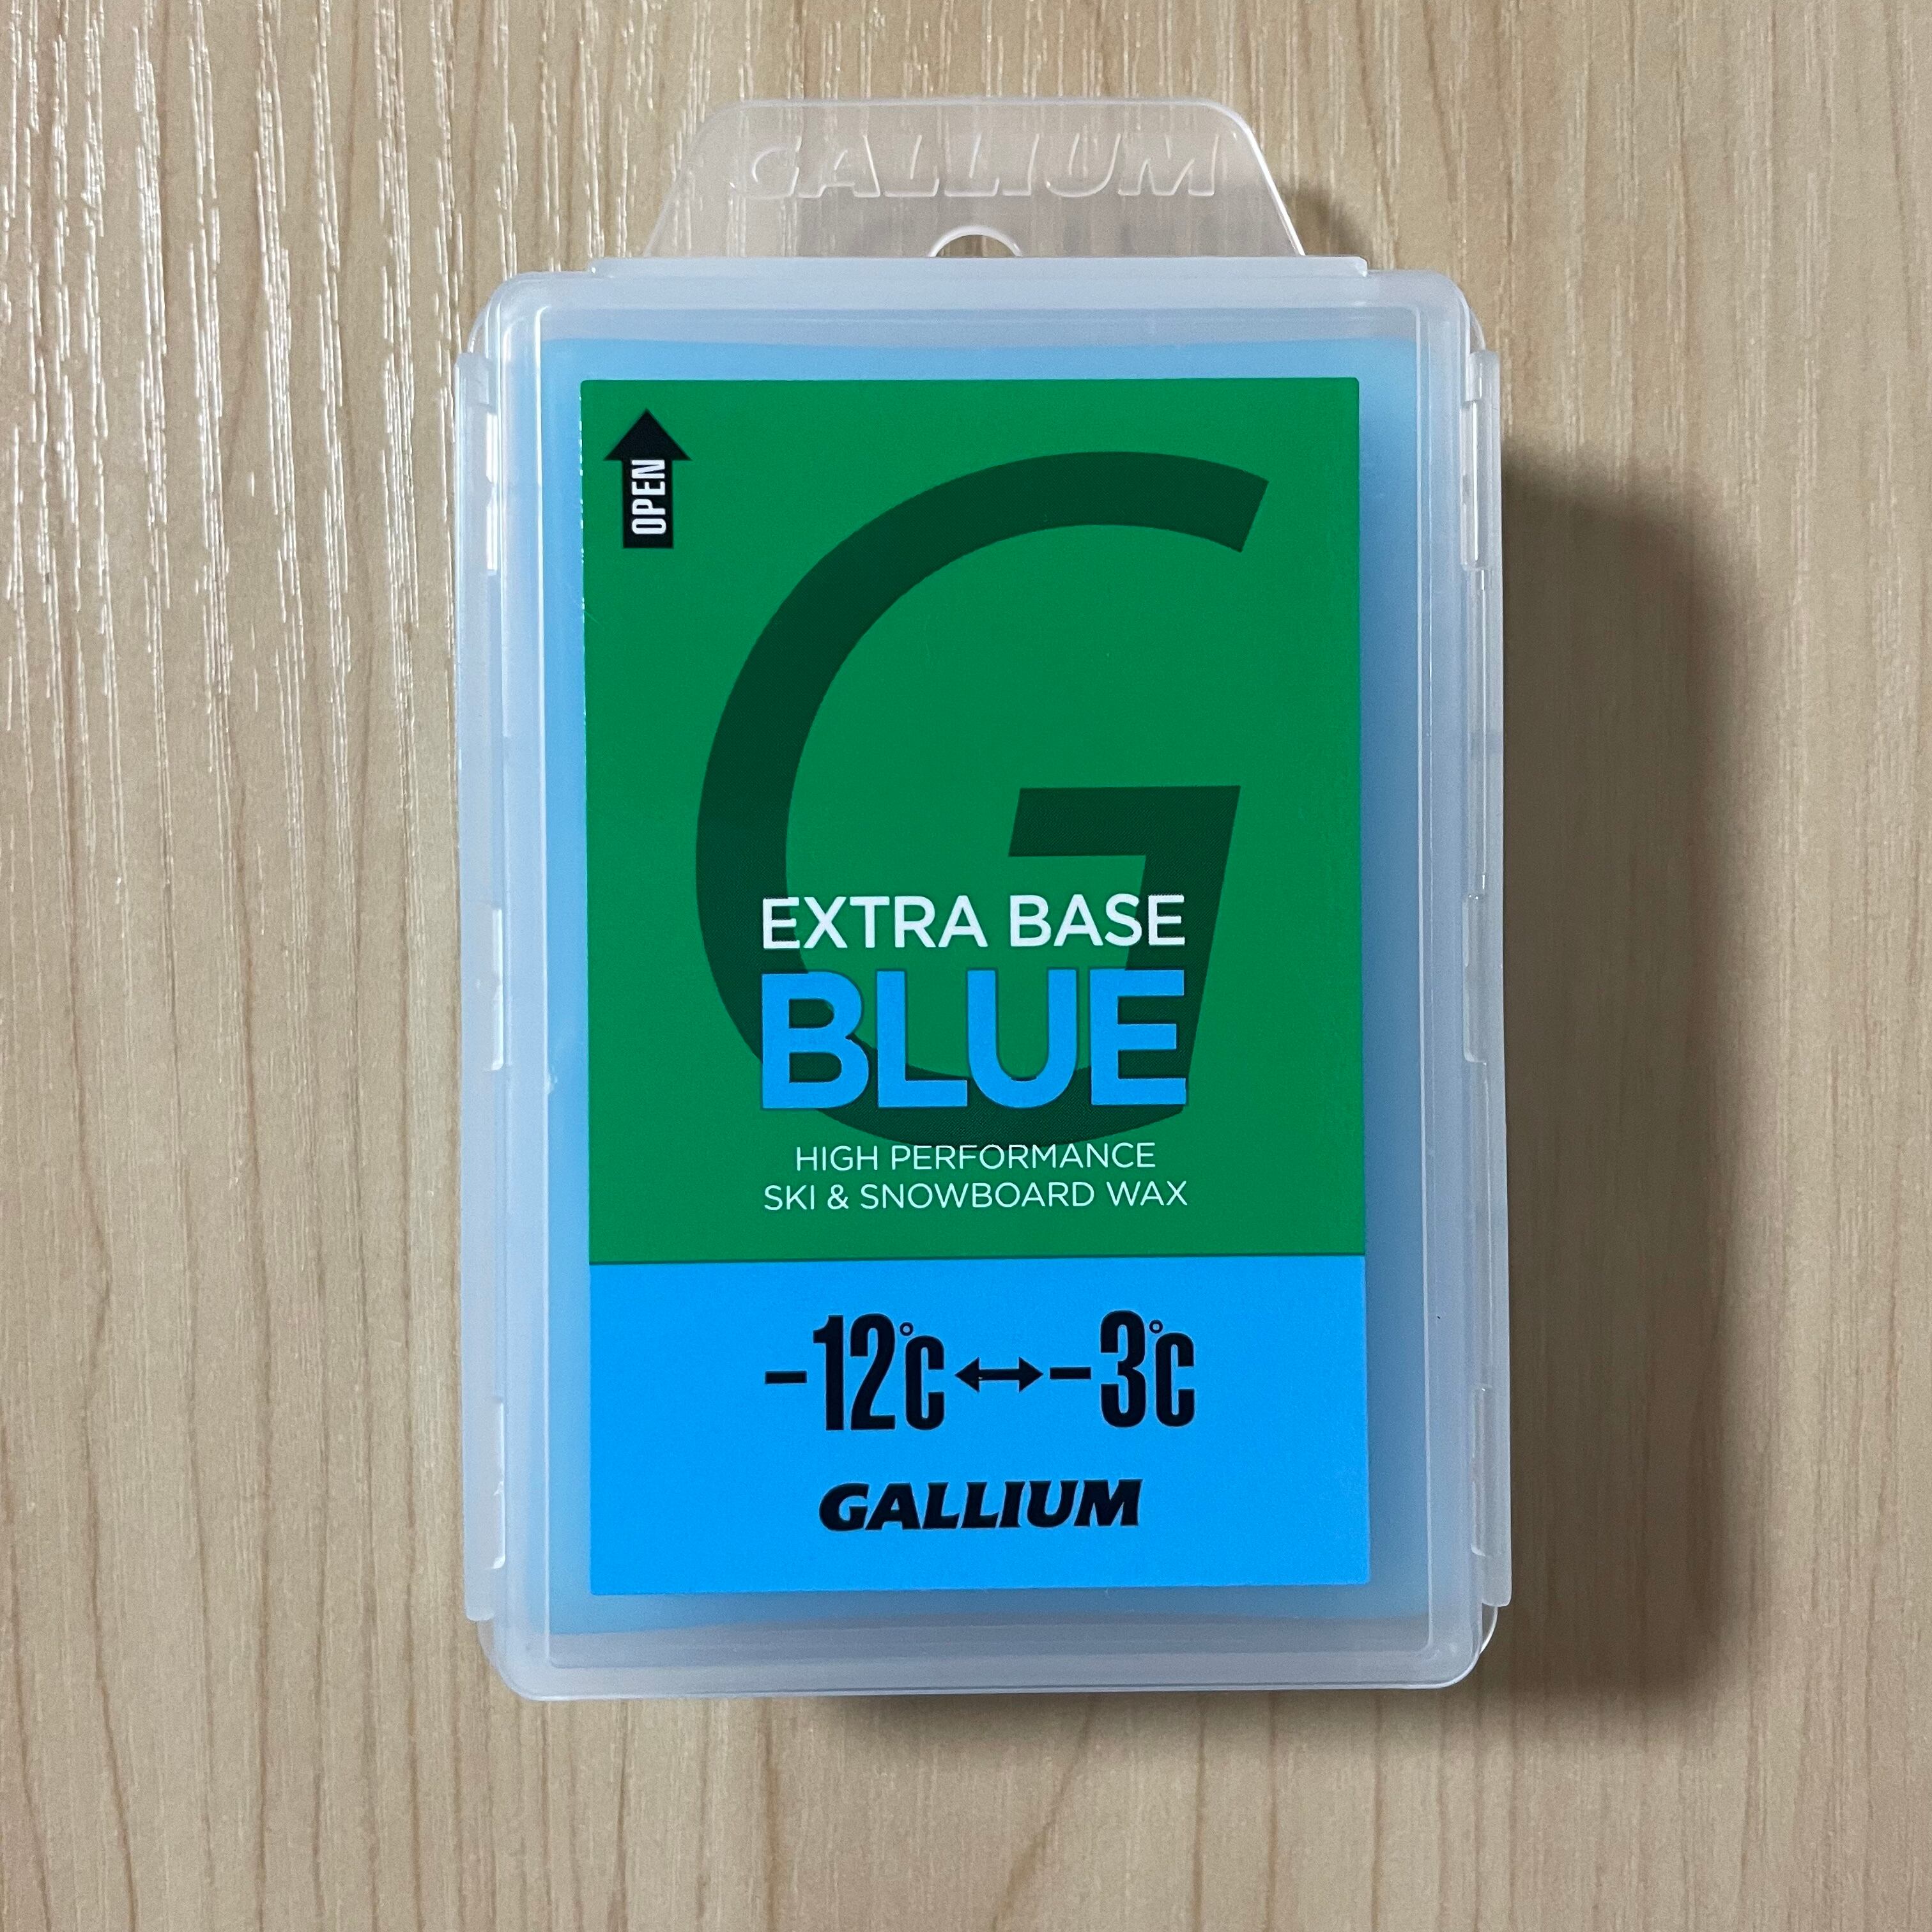 GALLIUM
OPEN
G
EXTRA BASE
BLUE
HIGH PERFORMANCE
SKI & SNOWBOARD WAX
-12°C↔-3°C
GALLIUM